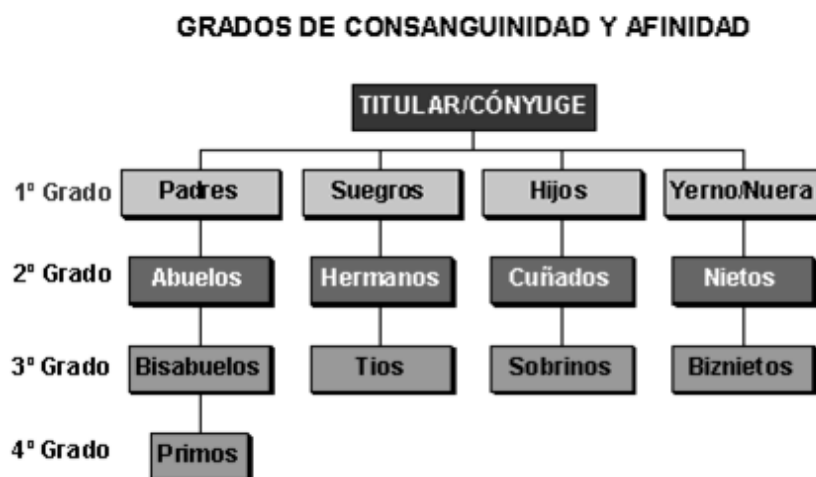 GRADOS DE CONSANGUINIDAD Y AFINIDAD
TITULAR/CÓNYUGE
1º Grado Padres Suegros Hijos Yerno/Nuera
2º Grado Abuelos Hermanos Cuñados Nietos
3º Grado Bisabuelos Tios Sobrinos Biznietos
4º Grado Primos